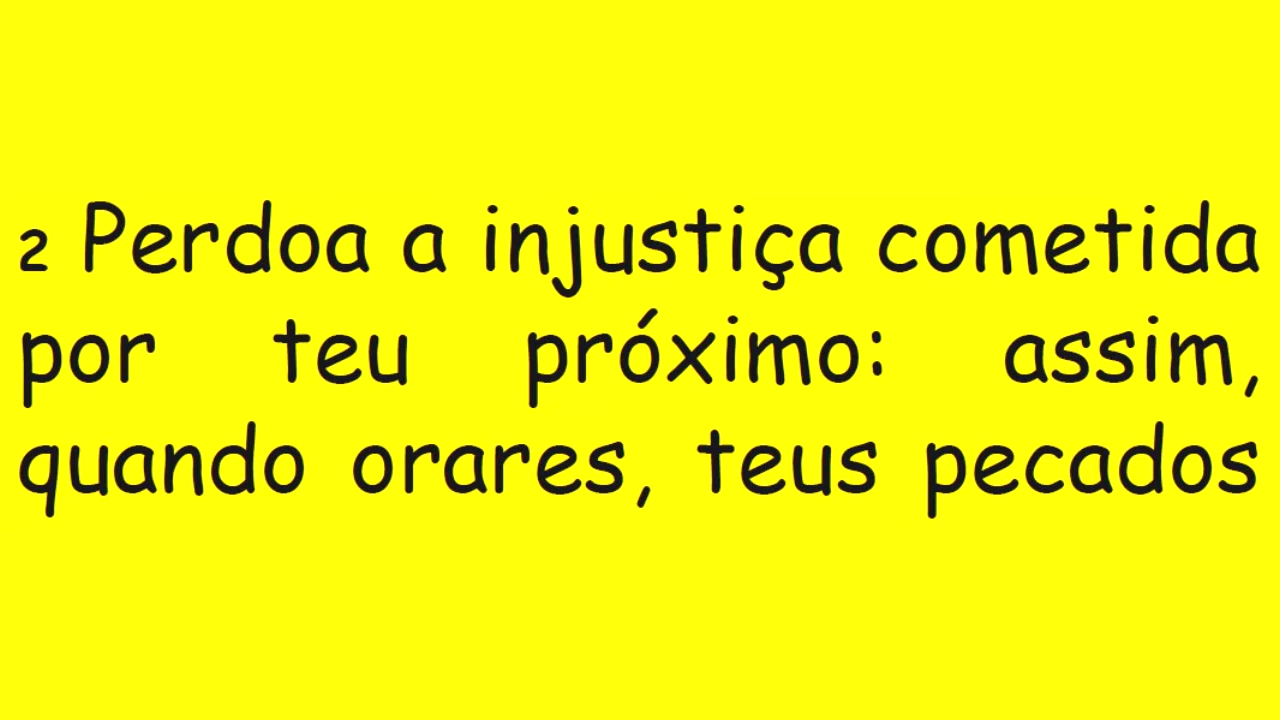 2 Perdoa a injustiça cometida
por teu próximo: assim,
quando orares, teus pecados